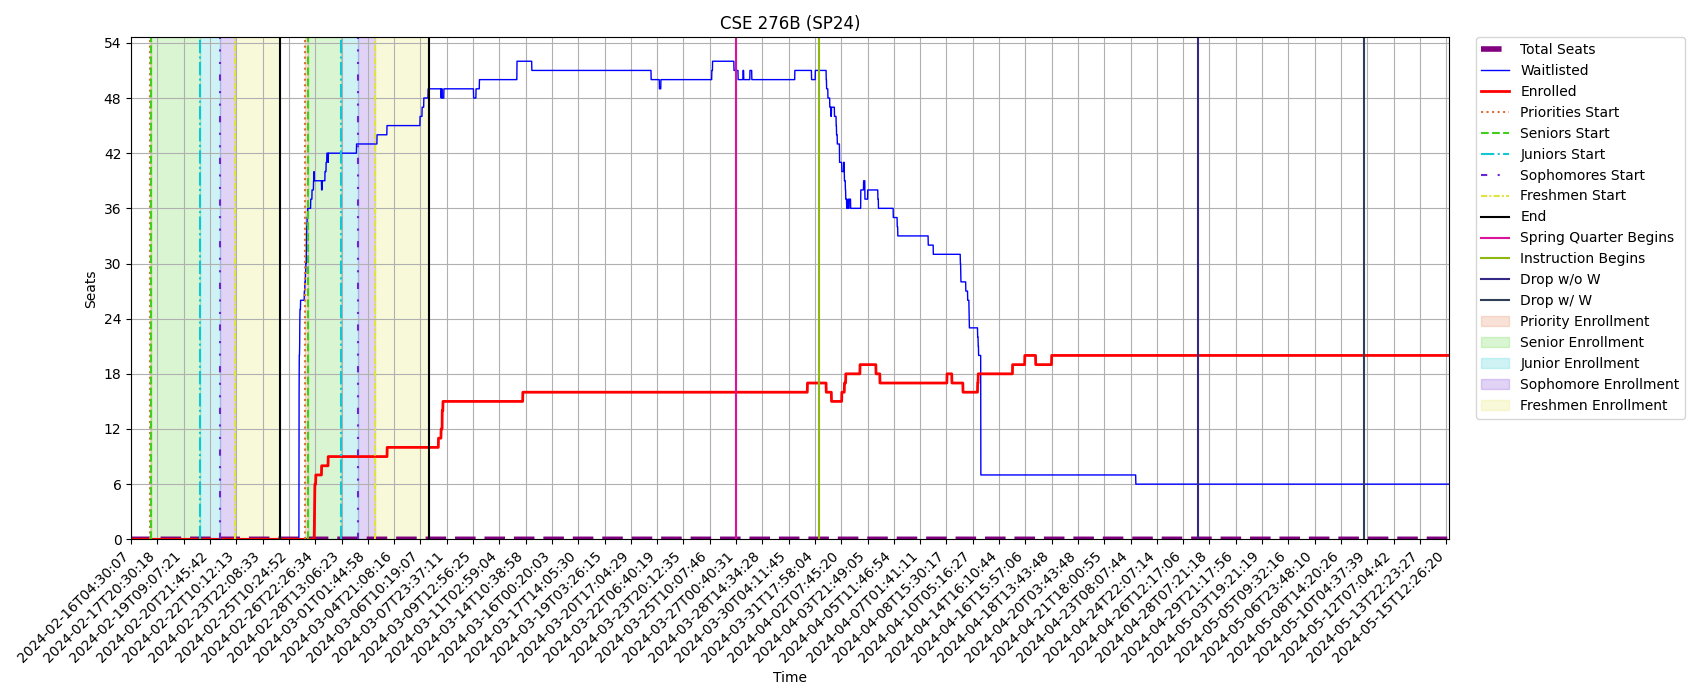 CSE 276B (SP24)
Seats
54
48
42
36
30
24
18
12
6
0
2024-02-16T04:30:07
2024-02-17T20:30:18
2024-02-19T09:07:21
2024-02-20T21:45:42
2024-02-22T10:12:13
2024-02-23T22:08:33
2024-02-25T10:24:52
2024-02-26T22:26:34
2024-02-28T13:06:23
2024-03-01T01:44:58
2024-03-04T21:08:16
2024-03-06T10:19:07
2024-03-07T23:37:11
2024-03-09T12:56:25
2024-03-11T02:59:04
2024-03-14T10:38:58
2024-03-16T00:20:03
2024-03-17T14:05:30
2024-03-19T03:26:15
2024-03-20T17:04:29
2024-03-22T06:40:19
2024-03-23T20:12:35
2024-03-25T10:07:46
2024-03-27T00:40:31
2024-03-28T14:34:28
2024-03-30T04:11:45
2024-03-31T17:58:04
2024-04-02T07:45:20
2024-04-03T21:49:05
2024-04-05T11:46:54
2024-04-07T01:41:11
2024-04-08T15:30:17
2024-04-10T05:16:27
2024-04-14T16:10:44
2024-04-16T15:57:06
2024-04-18T13:43:48
2024-04-20T03:43:48
2024-04-21T18:00:55
2024-04-23T08:07:44
2024-04-24T22:07:14
2024-04-26T12:17:06
2024-04-28T07:21:18
2024-04-29T21:17:56
2024-05-03T19:21:19
2024-05-05T09:32:16
2024-05-06T23:48:10
2024-05-08T14:20:26
2024-05-10T04:37:39
2024-05-12T07:04:42
2024-05-13T22:23:27
2024-05-15T12:26:20
Time
Total Seats
Waitlisted
Enrolled
Priorities Start
Seniors Start
Juniors Start
Sophomores Start
Freshmen Start
End
Spring Quarter Begins
Instruction Begins
Drop w/o W
Drop w/ W
Priority Enrollment
Senior Enrollment
Junior Enrollment
Sophomore Enrollment
Freshmen Enrollment